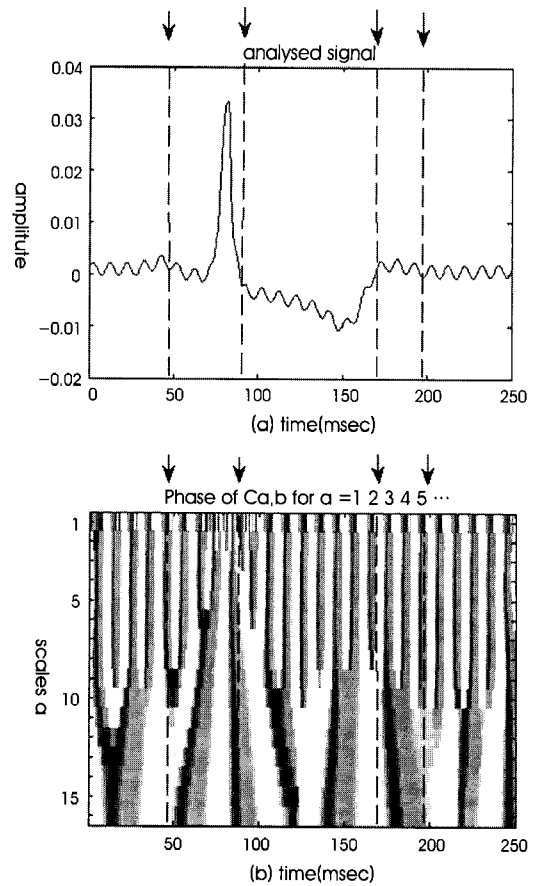 analysed signal
0.04
0.03
0.02
0.01
0
−0.01
−0.02
amplitute
0 50 100 150 200 250
(a) time(msec)
Phase of Ca,b for a =1 2 3 4 5 ···
1
5
10
15
scales a
50 100 150 200 250
(b) time(msec)